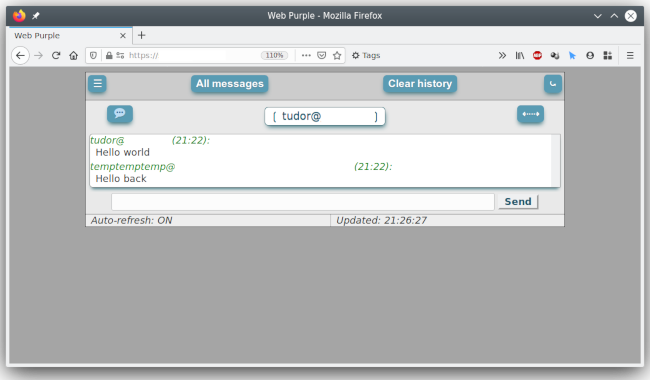 Web Purple - Mozilla Firefox
Web Purple
https://
110%
Tags
All messages
Clear history
( tudor@ )
tudor@ (21:22):
Hello world
temptemptemp@ (21:22):
Hello back
Send
Auto-refresh: ON
Updated: 21:26:27